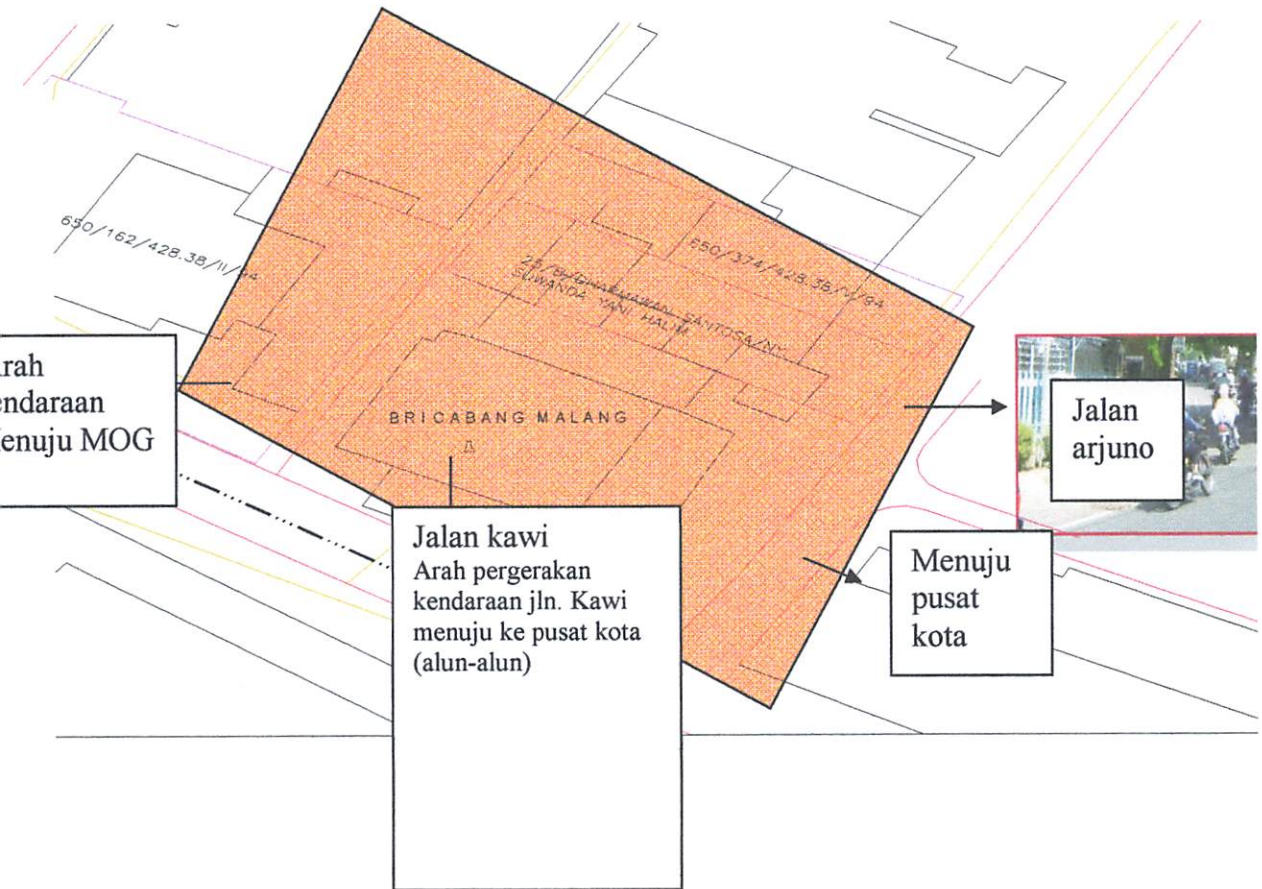 650/162/428.38/II/94
650/374/428.38/IV/94
SUWANDA YANI HALIM
BRI CABANG MALANG
arah
endaraan
Menuju MOG
Jalan kawi
Arah pergerakan
kendaraan jln. Kawi
menuju ke pusat kota
(alun-alun)
Jalan
arjuno
Menuju
pusat
kota